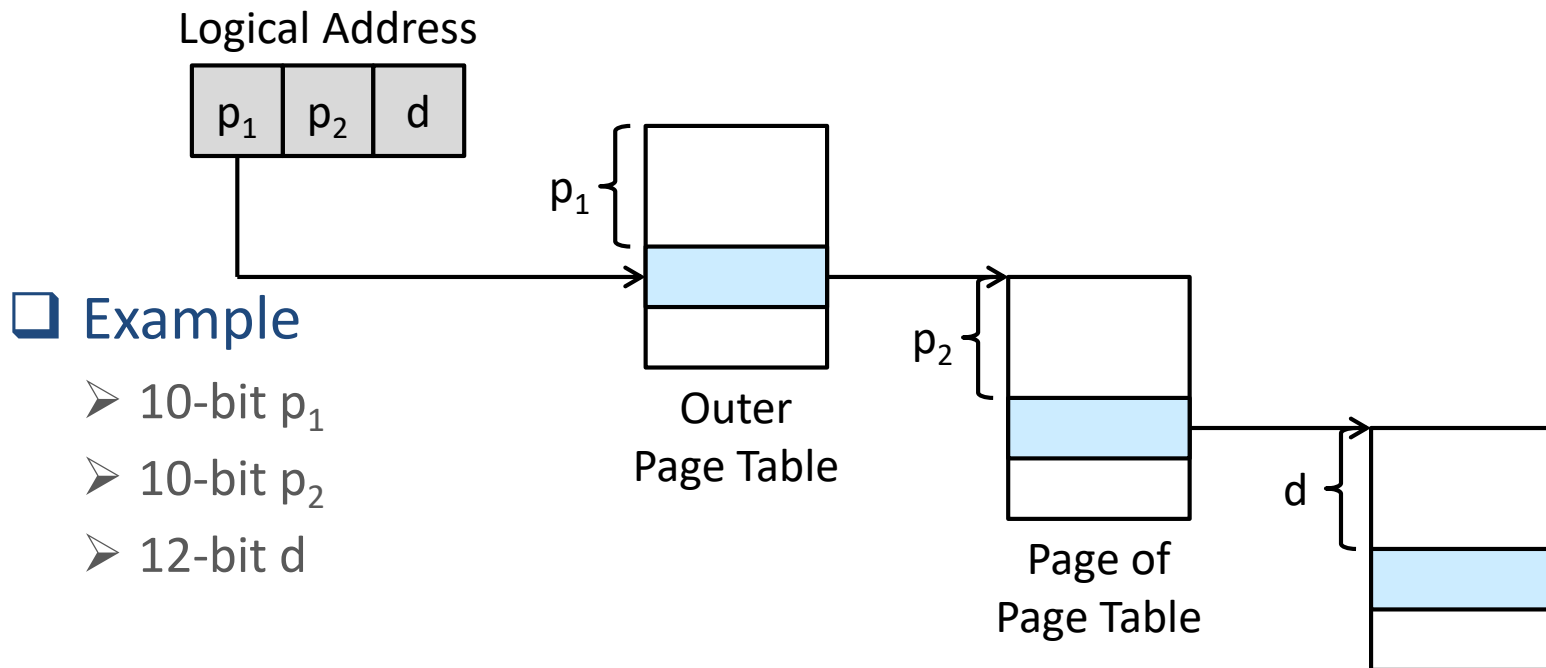 Logical Address
p₁ p₂ d
p₁
Outer
Page Table
p₂
Page of
Page Table
d
❑ Example
➢ 10-bit p₁
➢ 10-bit p₂
➢ 12-bit d